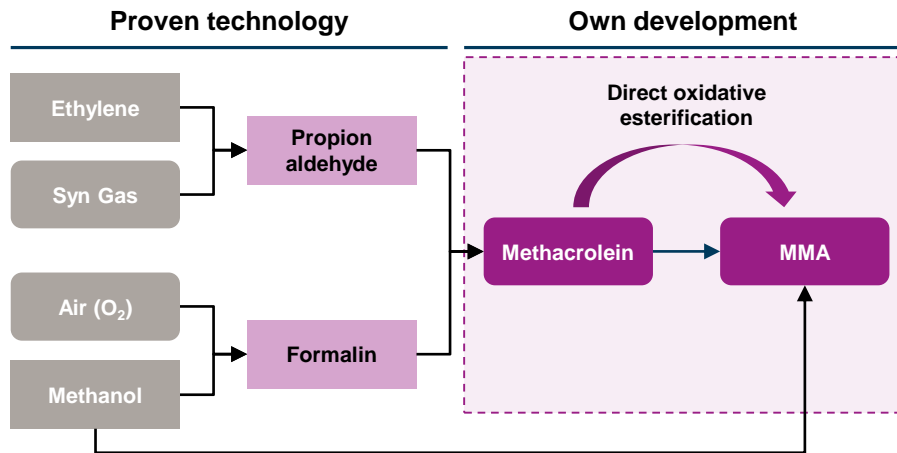 Proven technology
Own development
Ethylene
Syn Gas
Propion
aldehyde
Air (O₂)
Methanol
Formalin
Direct oxidative
esterification
Methacrolein
MMA